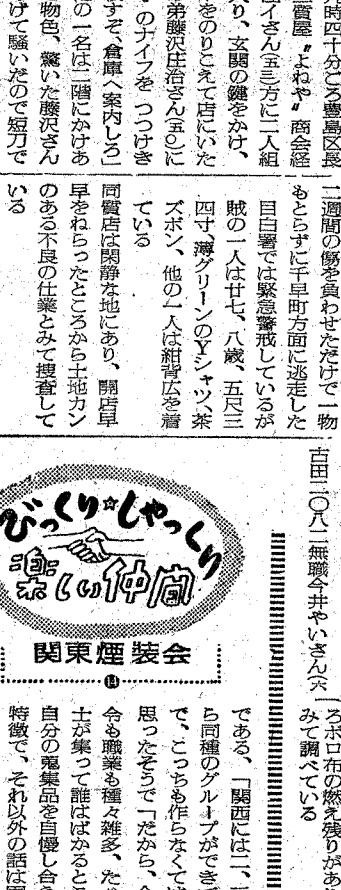 九時四十分ごろ豊島区長
質屋〝よねや〟商会経
イさん(五三)方に二人組
り、玄関の鍵をかけ、
をのりこえて店にいた
弟藤沢庄治さん(五〇)に
のナイフを つつけき
すぞ、倉庫へ案内しろ」
の一名は二階にかけあ
物色、驚いた藤沢さん
げて騒いだので短刀で
二週間の傷を負わせただけで一物
もとらずに千早町方面に逃走した
目白署では緊急警戒しているが
賊の一人は廿七、八歳、五尺三
四寸、薄グリーンのYシャツ、茶
ズボン、他の一人は紺背広を着
ている
同質店は閑静な地にあり、開店早
早をねらったところから土地カン
のある不良の仕業とみて捜査して
いる
ろボロ布の燃え残りがあ
みて調べている
古田二〇八二無職今井やいさん(六
びっくり☆しゃっくり
楽しい仲間
関東煙装会
14
である、「関西には二、三
ら同種のグループができ
で、こっちも作らなくては
思ったそうで「だから、会
令も職業も種々雑多、た
士が集って誰はばかると
自分の蒐集品を自慢し合う
特徴で、それ以外の話は